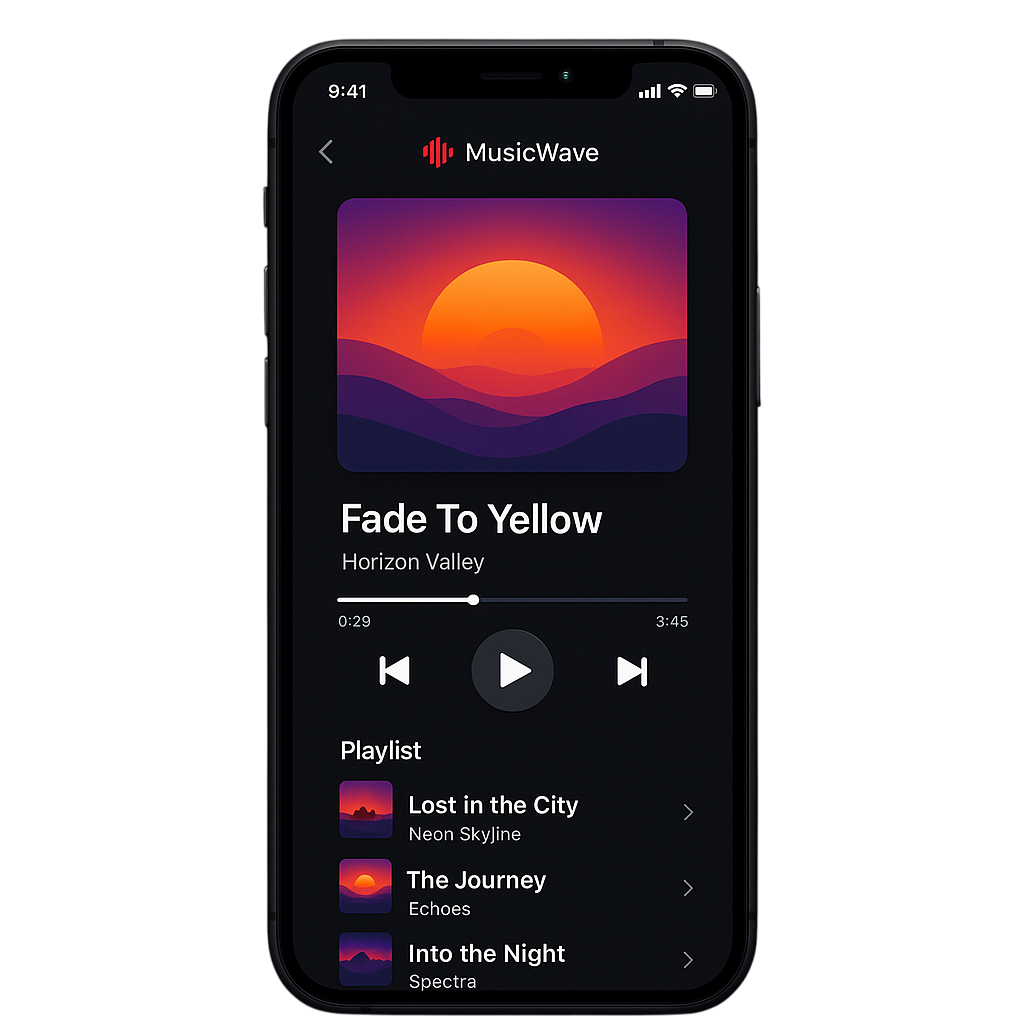 9:41
MusicWave
Fade To Yellow
Horizon Valley
0:29 3:45
Playlist
Lost in the City
Neon Skyline
The Journey
Echoes
Into the Night
Spectra